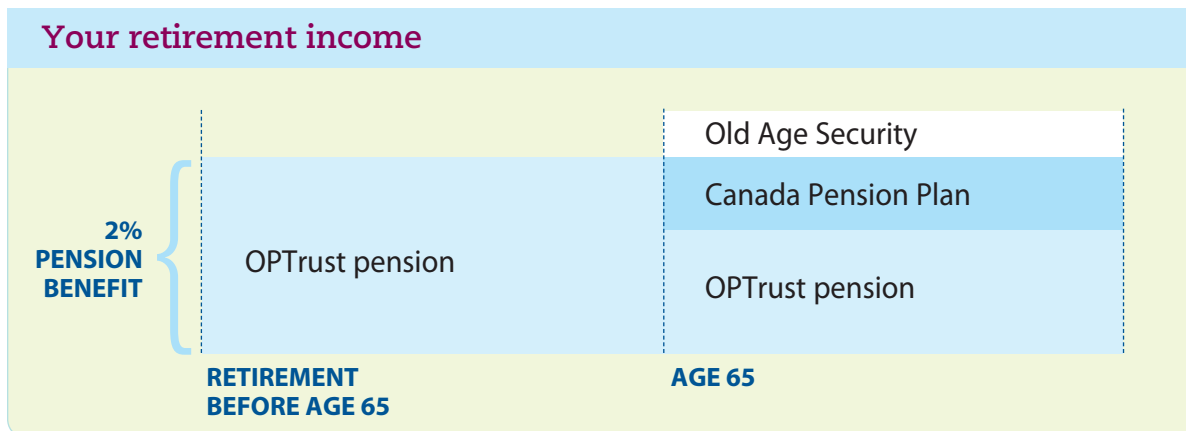 Your retirement income
Old Age Security
Canada Pension Plan
2%
PENSION
BENEFIT
OPTrust pension
OPTrust pension
RETIREMENT
BEFORE AGE 65
AGE 65